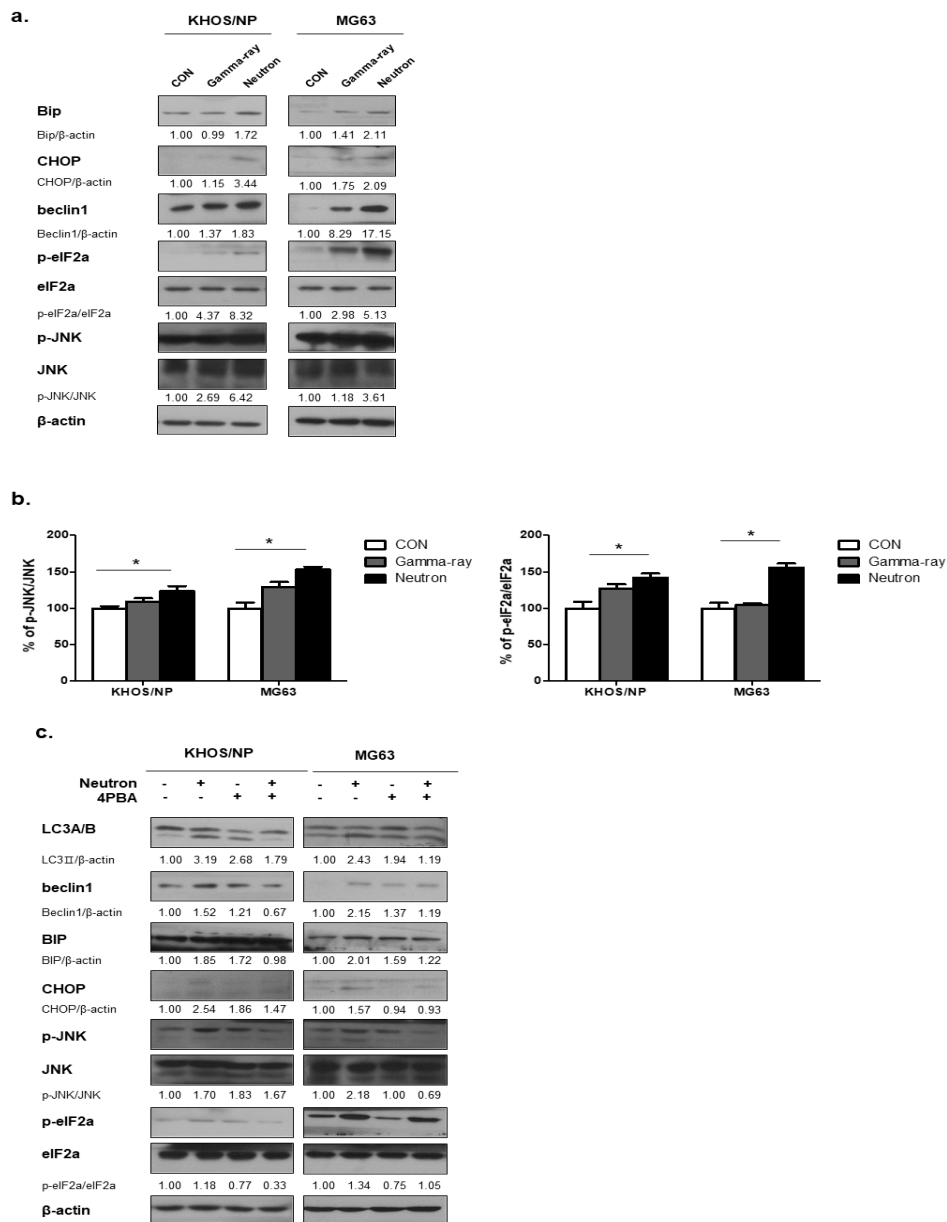 a.
KHOS/NP MG63
CON Gamma-ray Neutron CON Gamma-ray Neutron
Bip
Bip/β-actin 1.00 0.99 1.72 1.00 1.41 2.11
CHOP
CHOP/β-actin 1.00 1.15 3.44 1.00 1.75 2.09
beclin1
Beclin1/β-actin 1.00 1.37 1.83 1.00 8.29 17.15
p-eIF2a
eIF2a
p-eIF2a/eIF2a 1.00 4.37 8.32 1.00 2.98 5.13
p-JNK
JNK
p-JNK/JNK 1.00 2.69 6.42 1.00 1.18 3.61
β-actin
b.
% of p-JNK/JNK
200
150
100
50
0
* *
KHOS/NP MG63
CON
Gamma-ray
Neutron
% of p-eIF2a/eIF2a
200
150
100
50
0
* *
KHOS/NP MG63
CON
Gamma-ray
Neutron
c.
KHOS/NP MG63
Neutron - + - + - + - +
4PBA - - + + - - + +
LC3A/B
LC3Ⅱ/β-actin 1.00 3.19 2.68 1.79 1.00 2.43 1.94 1.19
beclin1
Beclin1/β-actin 1.00 1.52 1.21 0.67 1.00 2.15 1.37 1.19
BIP
BIP/β-actin 1.00 1.85 1.72 0.98 1.00 2.01 1.59 1.22
CHOP
CHOP/β-actin 1.00 2.54 1.86 1.47 1.00 1.57 0.94 0.93
p-JNK
JNK
p-JNK/JNK 1.00 1.70 1.83 1.67 1.00 2.18 1.00 0.69
p-eIF2a
eIF2a
p-eIF2a/eIF2a 1.00 1.18 0.77 0.33 1.00 1.34 0.75 1.05
β-actin